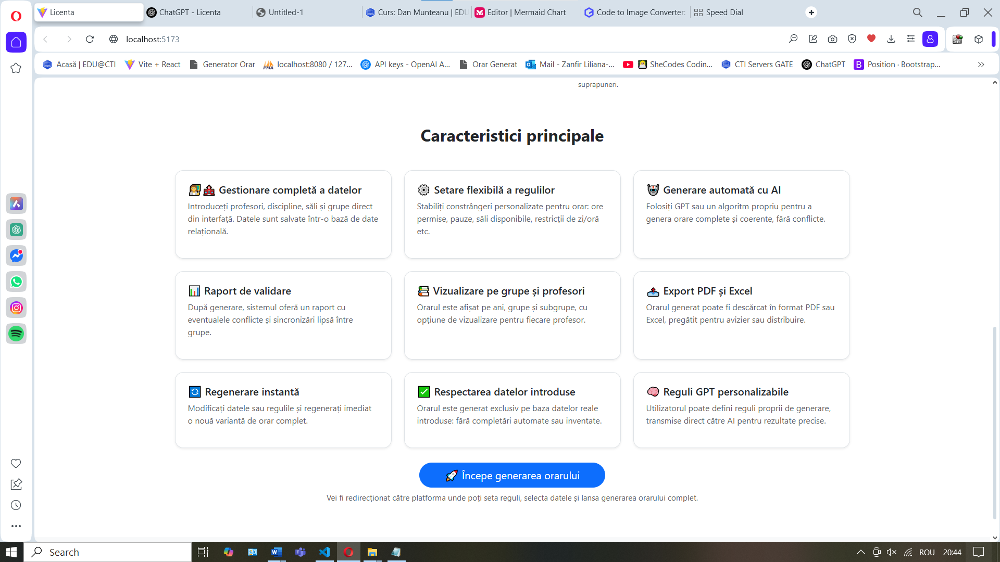 Licenta
ChatGPT - Licenta
Untitled-1
Curs: Dan Munteanu | EDU
Editor | Mermaid Chart
Code to Image Converter:
Speed Dial
localhost:5173
Acasă | EDU@CTI
Vite + React
Generator Orar
localhost:8080 / 127...
API keys - OpenAI A...
Orar Generat
Mail - Zanfir Liliana-...
SheCodes Codin...
CTI Servers GATE
ChatGPT
Position · Bootstrap...
suprapuneri.
Caracteristici principale
Gestionare completă a datelor
Introduceți profesori, discipline, săli și grupe direct
din interfață. Datele sunt salvate într-o bază de date
relațională.
Setare flexibilă a regulilor
Stabiliți constrângeri personalizate pentru orar: ore
permise, pauze, săli disponibile, restricții de zi/oră
etc.
Generare automată cu AI
Folosiți GPT sau un algoritm propriu pentru a
genera orare complete și coerente, fără conflicte.
Raport de validare
După generare, sistemul oferă un raport cu
eventualele conflicte și sincronizări lipsă între
grupe.
Vizualizare pe grupe și profesori
Orarul este afișat pe ani, grupe și subgrupe, cu
opțiune de vizualizare pentru fiecare profesor.
Export PDF și Excel
Orarul generat poate fi descărcat în format PDF sau
Excel, pregătit pentru avizier sau distribuire.
Regenerare instantă
Modificați datele sau regulile și regenerați imediat
o nouă variantă de orar complet.
Respectarea datelor introduse
Orarul este generat exclusiv pe baza datelor reale
introduse: fără completări automate sau inventate.
Reguli GPT personalizabile
Utilizatorul poate defini reguli proprii de generare,
transmise direct către AI pentru rezultate precise.
Începe generarea orarului
Vei fi redirecționat către platforma unde poți seta reguli, selecta datele și lansa generarea orarului complet.
Search
ROU
20:44